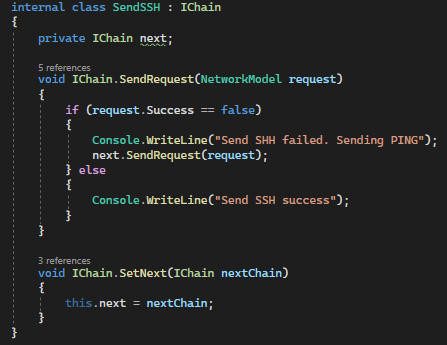 internal class SendSSH : IChain
{
private IChain next;
5 references
void IChain.SendRequest(NetworkModel request)
{
if (request.Success == false)
{
Console.WriteLine("Send SHH failed. Sending PING");
next.SendRequest(request);
} else
{
Console.WriteLine("Send SSH success");
}
}
3 references
void IChain.SetNext(IChain nextChain)
{
this.next = nextChain;
}
}